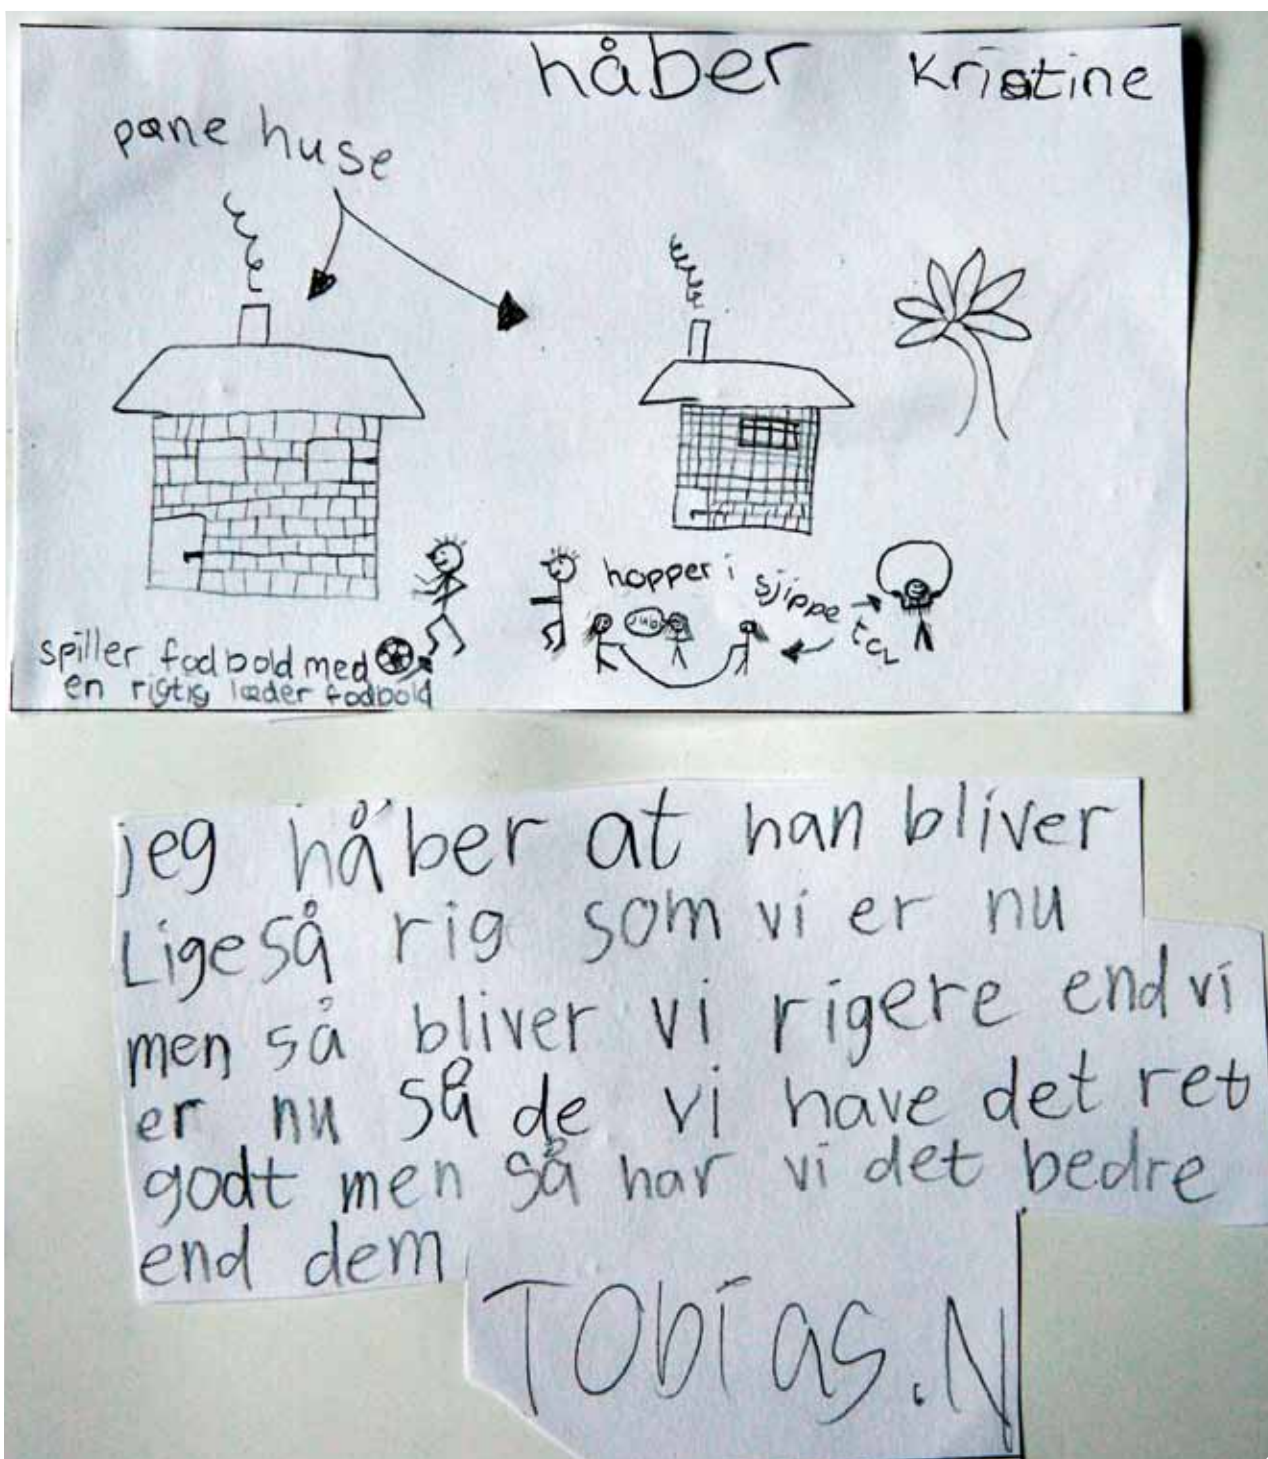 håber
Kristine
pæne huse
hopper i
sjippe
spiller fodbold med
en rigtig læder fodbold
jeg håber at han bliver
Lige så rig som vi er nu
men så bliver vi rigere end vi
er nu så de vi have det ret
godt men så har vi det bedre
end dem
TObias.N